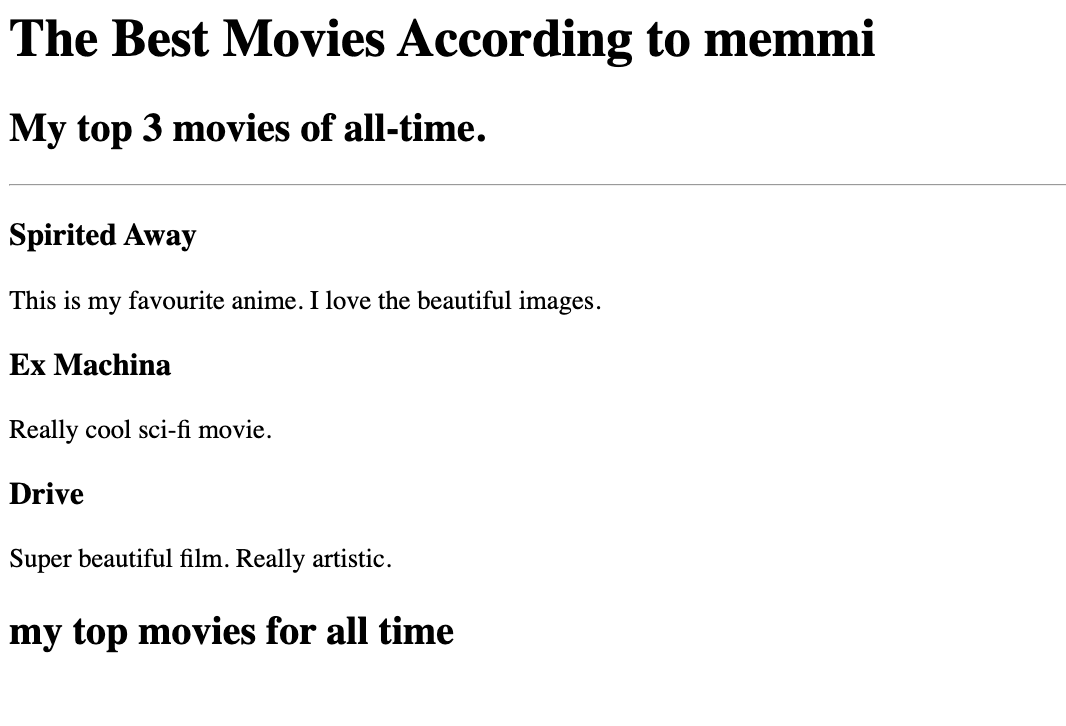 The Best Movies According to memmi
My top 3 movies of all-time.
Spirited Away
This is my favourite anime. I love the beautiful images.
Ex Machina
Really cool sci-fi movie.
Drive
Super beautiful film. Really artistic.
my top movies for all time